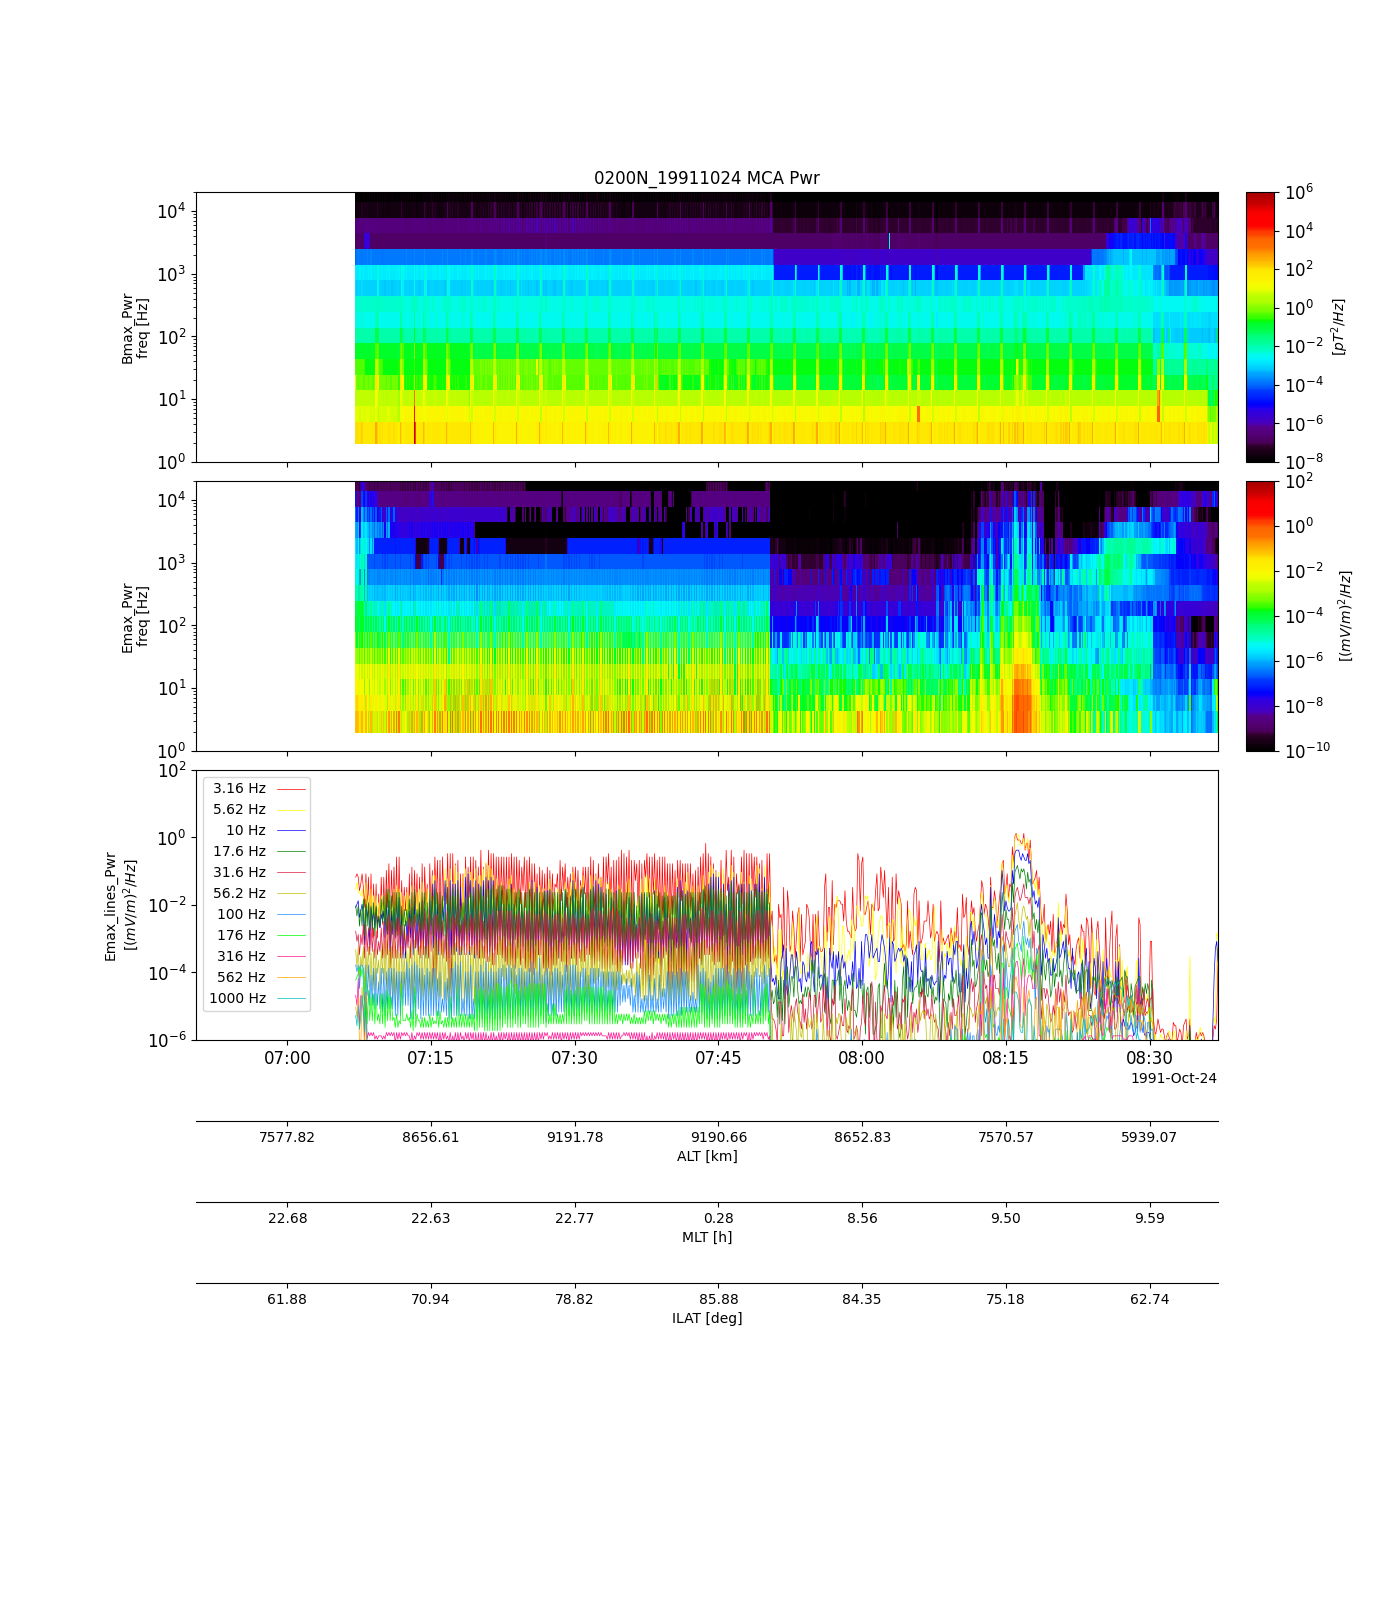 0200N_19911024 MCA Pwr
10^4
10^3
10^2
10^1
10^0
Bmax_Pwr
freq [Hz]
10^6
10^4
10^2
10^0
10^-2
10^-4
10^-6
10^-8
[pT^2/Hz]
10^4
10^3
10^2
10^1
10^0
Emax_Pwr
freq [Hz]
10^2
10^0
10^-2
10^-4
10^-6
10^-8
10^-10
[(mV/m)^2/Hz]
10^2
10^0
10^-2
10^-4
10^-6
Emax_lines_Pwr
[(mV/m)^2/Hz]
3.16 Hz
5.62 Hz
10 Hz
17.6 Hz
31.6 Hz
56.2 Hz
100 Hz
176 Hz
316 Hz
562 Hz
1000 Hz
07:00 07:15 07:30 07:45 08:00 08:15 08:30
1991-Oct-24
7577.82 8656.61 9191.78 9190.66 8652.83 7570.57 5939.07
ALT [km]
22.68 22.63 22.77 0.28 8.56 9.50 9.59
MLT [h]
61.88 70.94 78.82 85.88 84.35 75.18 62.74
ILAT [deg]